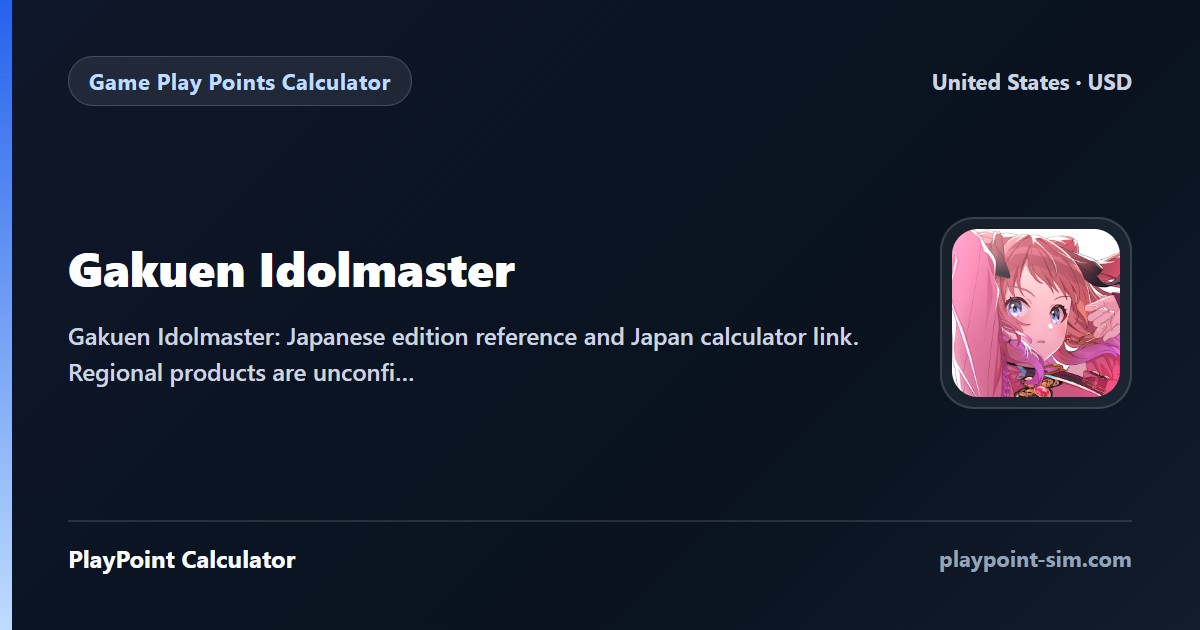 Game Play Points Calculator
United States · USD
Gakuen Idolmaster
Gakuen Idolmaster: Japanese edition reference and Japan calculator link.
Regional products are unconfi...
PlayPoint Calculator
playpoint-sim.com